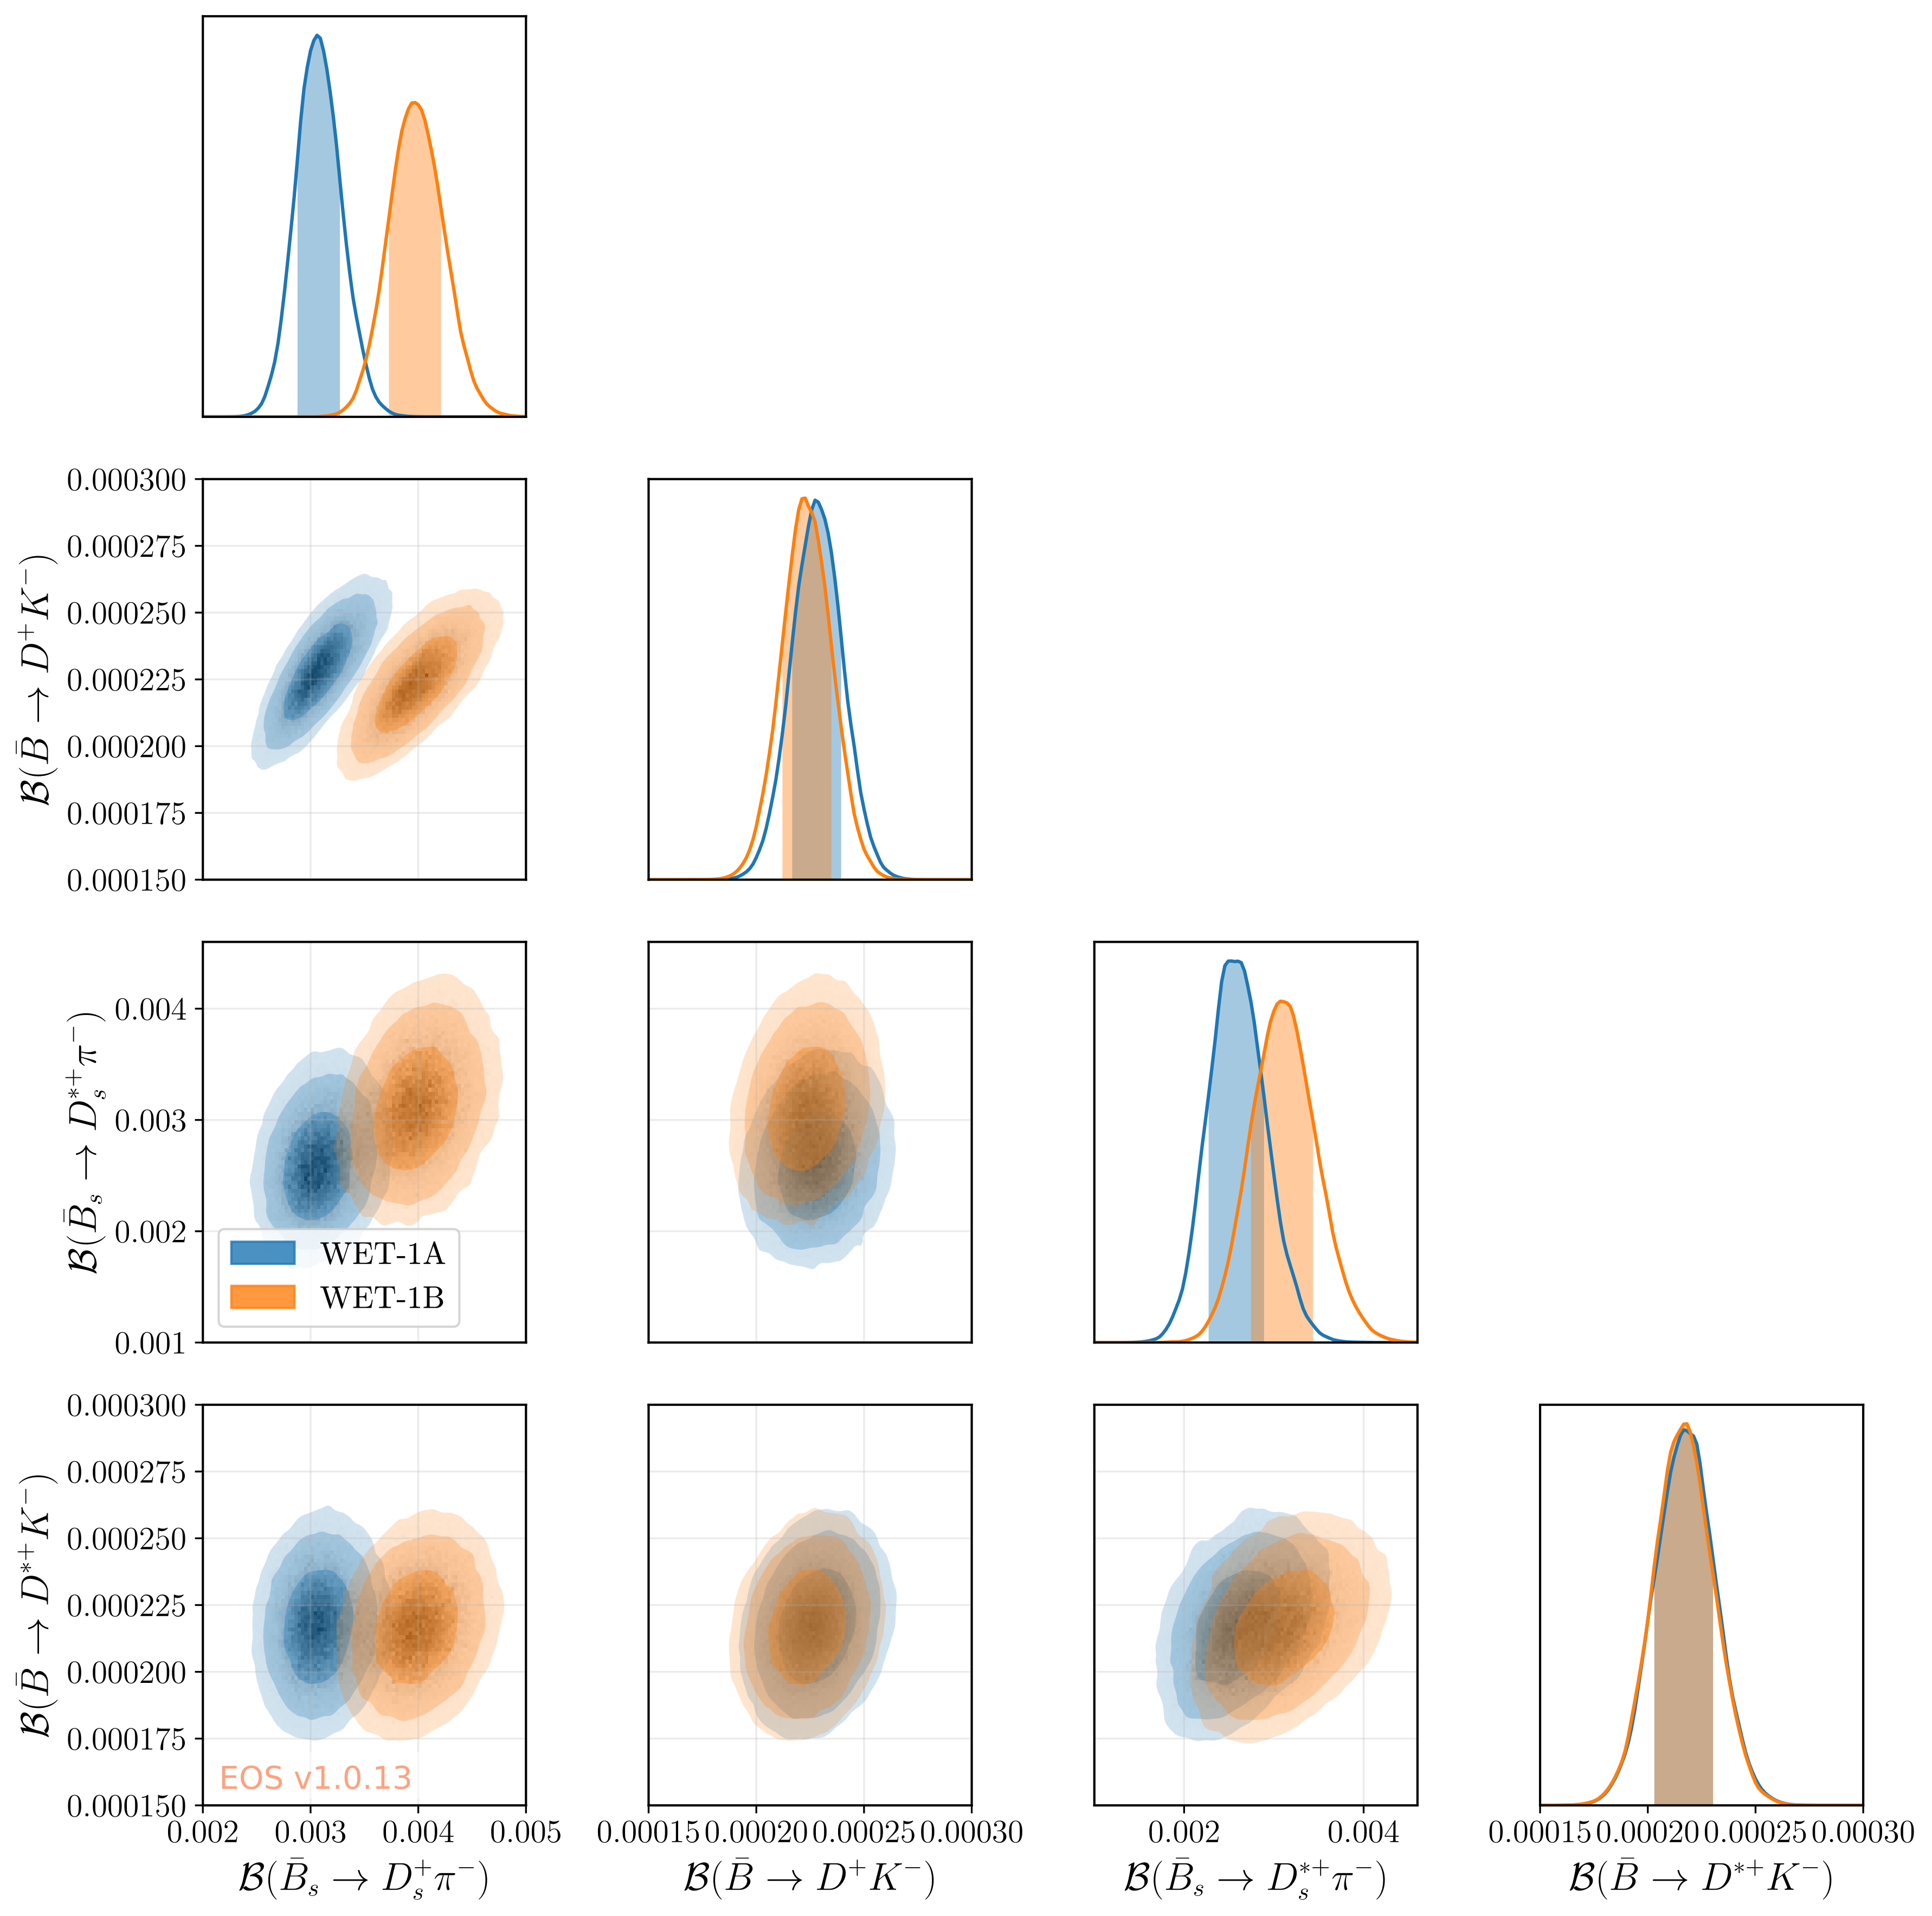 0.000300
0.000275
0.000250
0.000225
0.000200
0.000175
0.000150
𝓑(B̄ → D⁺K⁻)
0.004
0.003
0.002
0.001
𝓑(B̄ₛ → Dₛ*⁺π⁻)
WET-1A
WET-1B
0.000300
0.000275
0.000250
0.000225
0.000200
0.000175
0.000150
𝓑(B̄ → D*⁺K⁻)
EOS v1.0.13
0.002 0.003 0.004 0.005
0.00015 0.00020 0.00025 0.00030
0.002 0.004
0.00015 0.00020 0.00025 0.00030
𝓑(B̄ₛ → Dₛ⁺π⁻)
𝓑(B̄ → D⁺K⁻)
𝓑(B̄ₛ → Dₛ*⁺π⁻)
𝓑(B̄ → D*⁺K⁻)